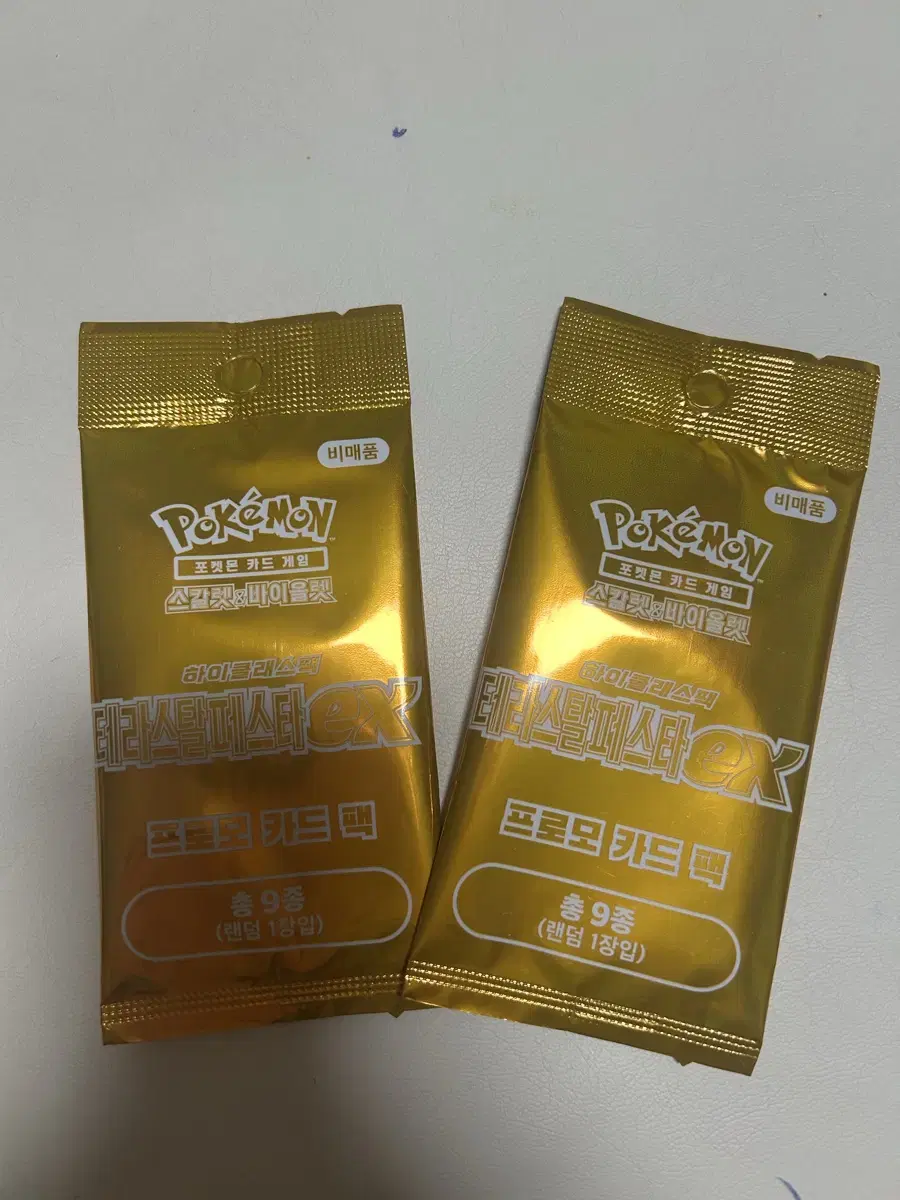 비매품
POKéMON
포켓몬 카드 게임
스칼렛&바이올렛
하이클래스팩
테라스탈페스타ex
프로모 카드 팩
총 9종
(랜덤 1장입)
비매품
POKéMON
포켓몬 카드 게임
스칼렛&바이올렛
하이클래스팩
테라스탈페스타ex
프로모 카드 팩
총 9종
(랜덤 1장입)